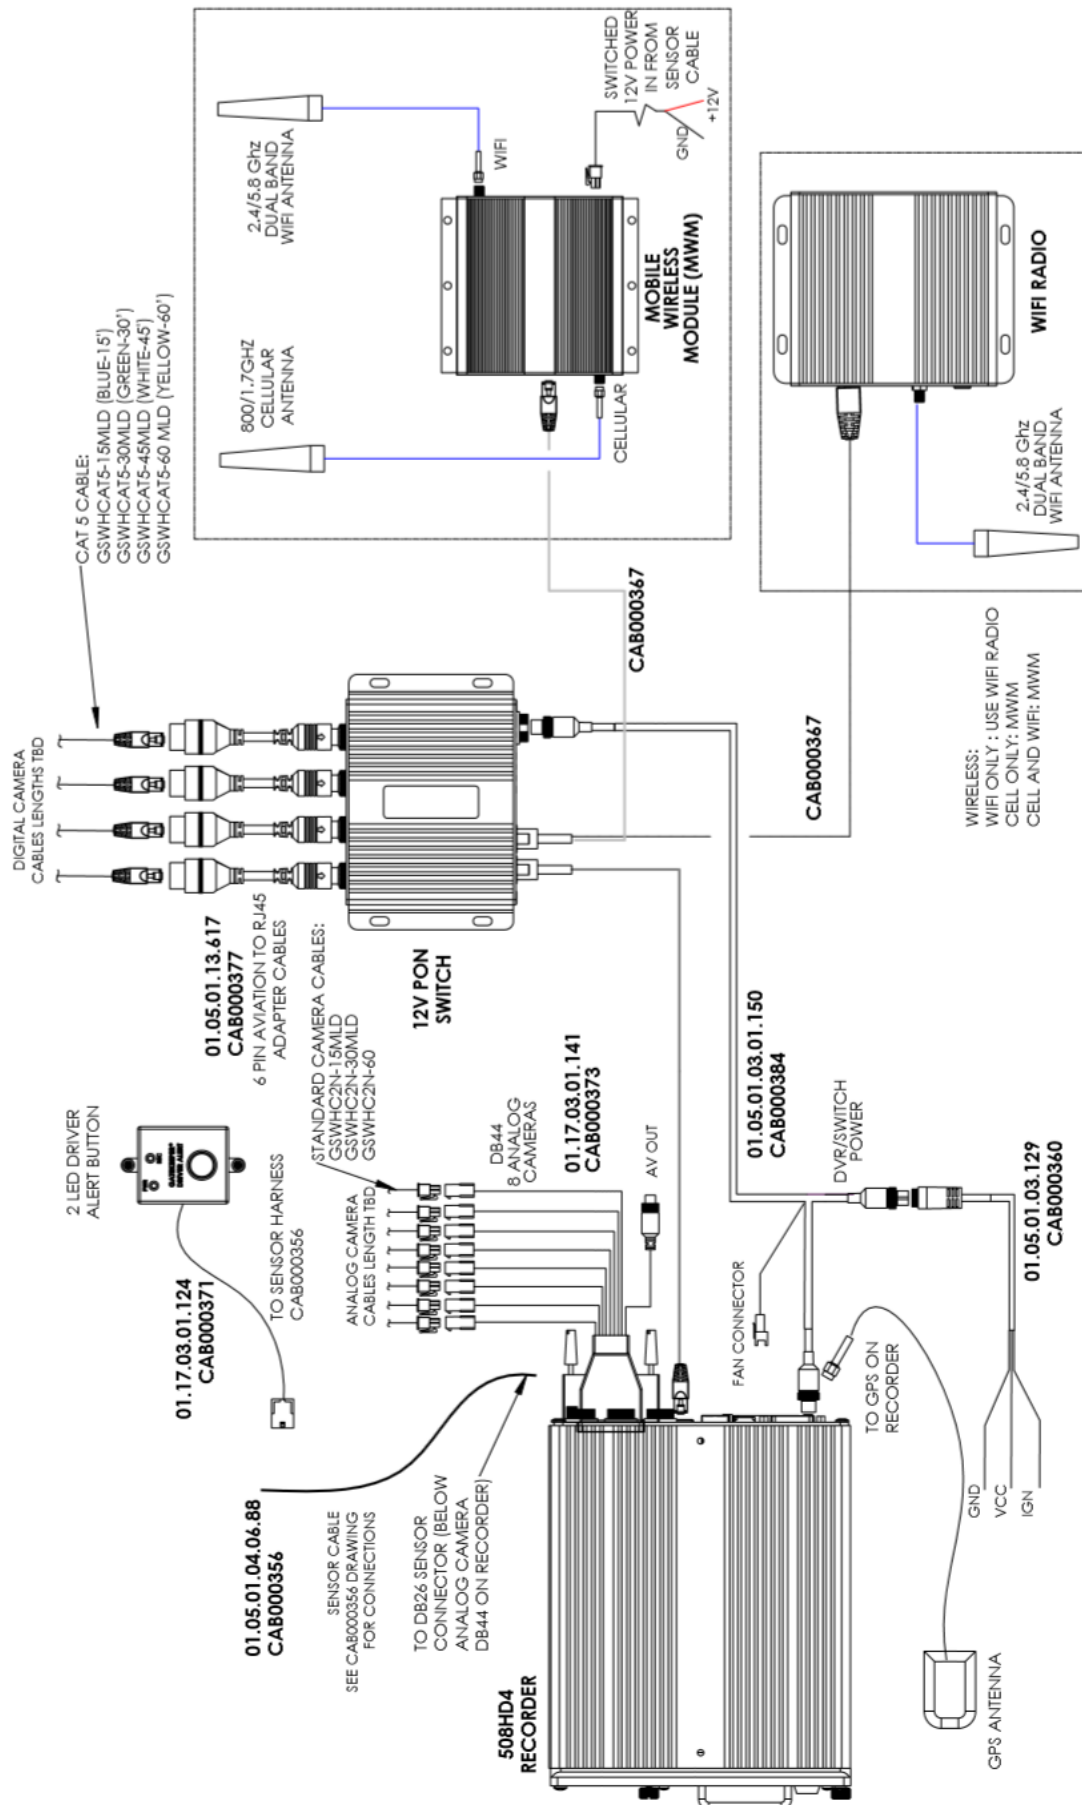 2.4/5.8 Ghz
DUAL BAND
WIFI ANTENNA
WIFI
SWITCHED
12V POWER
IN FROM
SENSOR
CABLE
GND
+12V
MOBILE
WIRELESS
MODULE (MWM)
800/1.7GHZ
CELLULAR
ANTENNA
CELLULAR
CAT 5 CABLE:
GSWHCAT5-15MLD (BLUE-15')
GSWHCAT5-30MLD (GREEN-30')
GSWHCAT5-45MLD (WHITE-45')
GSWHCAT5-60 MLD (YELLOW-60')
WIFI RADIO
2.4/5.8 Ghz
DUAL BAND
WIFI ANTENNA
WIRELESS:
WIFI ONLY : USE WIFI RADIO
CELL ONLY: MWM
CELL AND WIFI: MWM
CAB000367
CAB000367
DIGITAL CAMERA
CABLES LENGTHS TBD
01.05.01.13.617
CAB000377
6 PIN AVIATION TO RJ45
ADAPTER CABLES
12V PON
SWITCH
2 LED DRIVER
ALERT BUTTON
01.17.03.01.124
CAB000371
TO SENSOR HARNESS
CAB000356
STANDARD CAMERA CABLES:
GSWHC2N-15MLD
GSWHC2N-30MLD
GSWHC2N-60
ANALOG CAMERA
CABLES LENGTH TBD
DB44
8 ANALOG
CAMERAS
01.17.03.01.141
CAB000373
AV OUT
01.05.01.03.01.150
CAB000384
DVR/SWITCH
POWER
FAN CONNECTOR
01.05.01.03.129
CAB000360
01.05.01.04.06.88
CAB000356
SENSOR CABLE
SEE CAB000356 DRAWING
FOR CONNECTIONS
TO DB26 SENSOR
CONNECTOR (BELOW
ANALOG CAMERA
DB44 ON RECORDER)
508HD4
RECORDER
TO GPS ON
RECORDER
GND
VCC
IGN
GPS ANTENNA